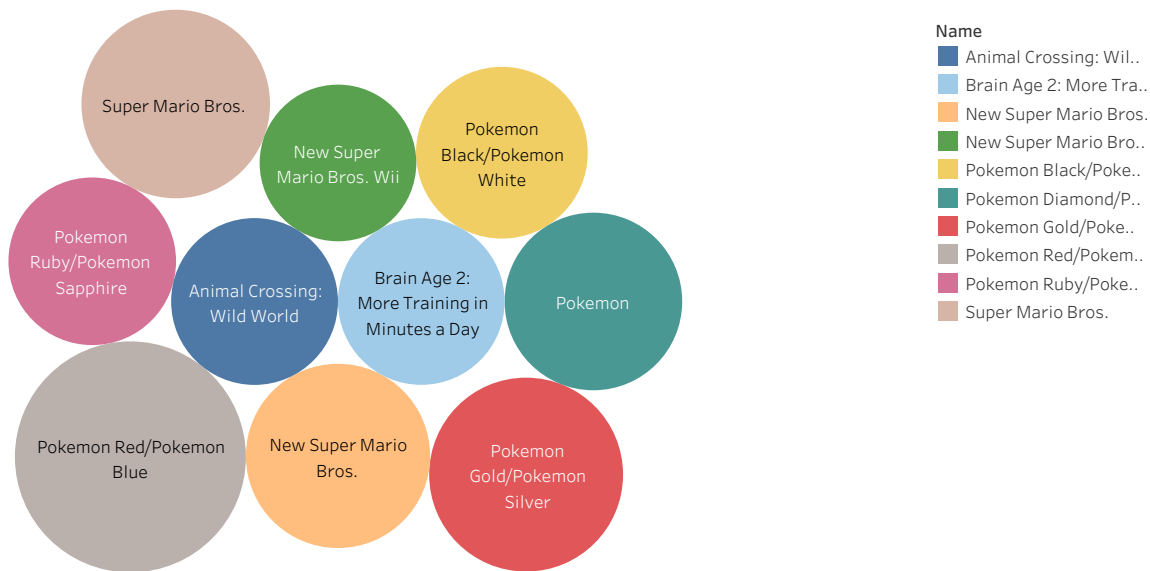 Super Mario Bros.
New Super
Mario Bros. Wii
Pokemon
Black/Pokemon
White
Pokemon
Ruby/Pokemon
Sapphire
Animal Crossing:
Wild World
Brain Age 2:
More Training in
Minutes a Day
Pokemon
Pokemon Red/Pokemon
Blue
New Super Mario
Bros.
Pokemon
Gold/Pokemon
Silver
Name
Animal Crossing: Wil..
Brain Age 2: More Tra..
New Super Mario Bros.
New Super Mario Bro..
Pokemon Black/Poke..
Pokemon Diamond/P..
Pokemon Gold/Poke..
Pokemon Red/Pokem..
Pokemon Ruby/Poke..
Super Mario Bros.